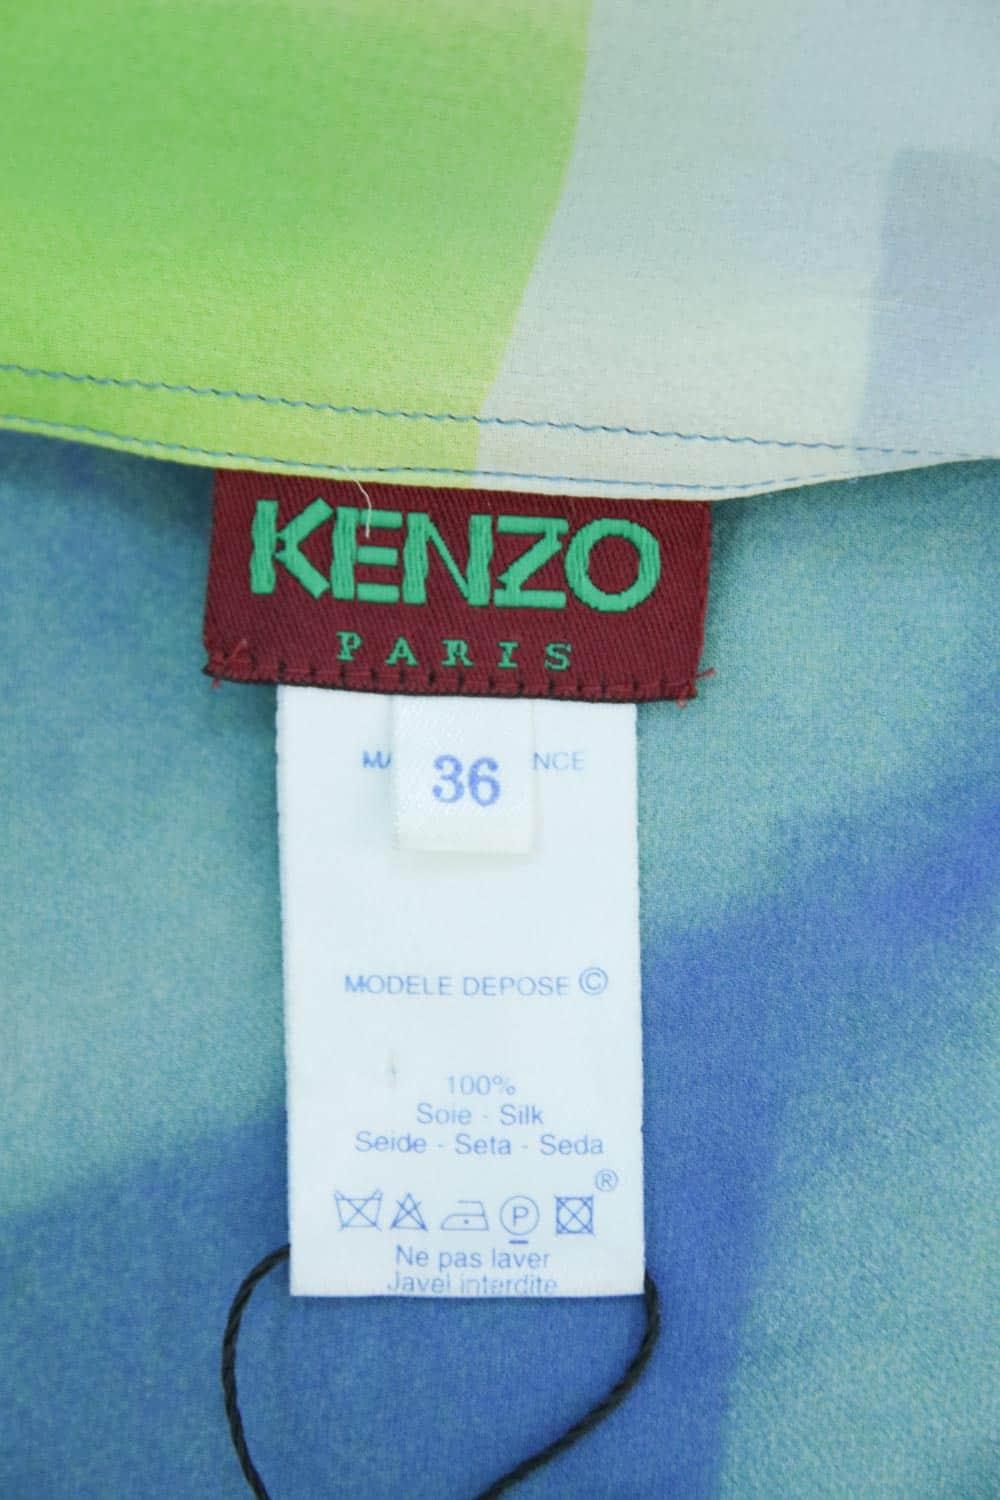 KENZO
PARIS
36
MODELE DEPOSE ©
100%
Soie - Silk
Seide - Seta - Seda
®
P
Ne pas laver
Javel interdite